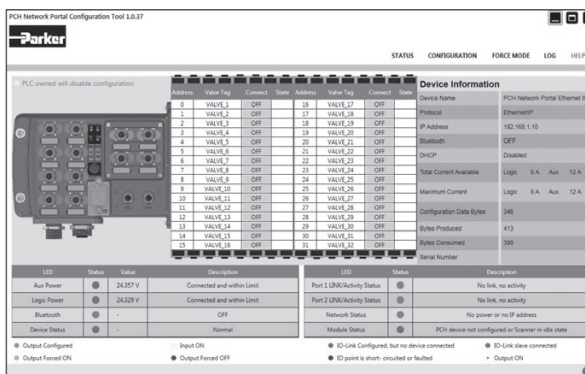 PCH Network Portal Configuration Tool 1.0.37
Parker
STATUS CONFIGURATION FORCE MODE LOG HELP
PLC owned will disable configuration
Address Valve Tag Connect State Address Valve Tag Connect State
0 VALVE_1 OFF 16 VALVE_17 OFF
1 VALVE_2 OFF 17 VALVE_18 OFF
2 VALVE_3 OFF 18 VALVE_19 OFF
3 VALVE_4 OFF 19 VALVE_20 OFF
4 VALVE_5 OFF 20 VALVE_21 OFF
5 VALVE_6 OFF 21 VALVE_22 OFF
6 VALVE_7 OFF 22 VALVE_23 OFF
7 VALVE_8 OFF 23 VALVE_24 OFF
8 VALVE_9 OFF 24 VALVE_25 OFF
9 VALVE_10 OFF 25 VALVE_26 OFF
10 VALVE_11 OFF 26 VALVE_27 OFF
11 VALVE_12 OFF 27 VALVE_28 OFF
12 VALVE_13 OFF 28 VALVE_29 OFF
13 VALVE_14 OFF 29 VALVE_30 OFF
14 VALVE_15 OFF 30 VALVE_31 OFF
15 VALVE_16 OFF 31 VALVE_32 OFF
Device Information
Device Name PCH Network Portal Ethernet
Protocol Ethernet/IP
IP Address 192.168.1.10
Bluetooth OFF
DHCP Disabled
Total Current Available Logic 8 A Aux 12 A
Maximum Current Logic 8 A Aux 12 A
Configuration Data Bytes 346
Bytes Produced 413
Bytes Consumed 398
Serial Number
LED Status Value Description
Aux Power 24.357 V Connected and within Limit
Logic Power 24.329 V Connected and within Limit
Bluetooth - OFF
Device Status - Normal
LED Status Description
Port 1 LINK/Activity Status No link, no activity
Port 2 LINK/Activity Status No link, no activity
Network Status No power or no IP address
Module Status PCH device not configured or Scanner in idle state
Output Configured Input ON IO-Link Configured, but no device connected IO-Link slave connected
Output Forced ON Output Forced OFF IO point is short- circuited or faulted Output ON